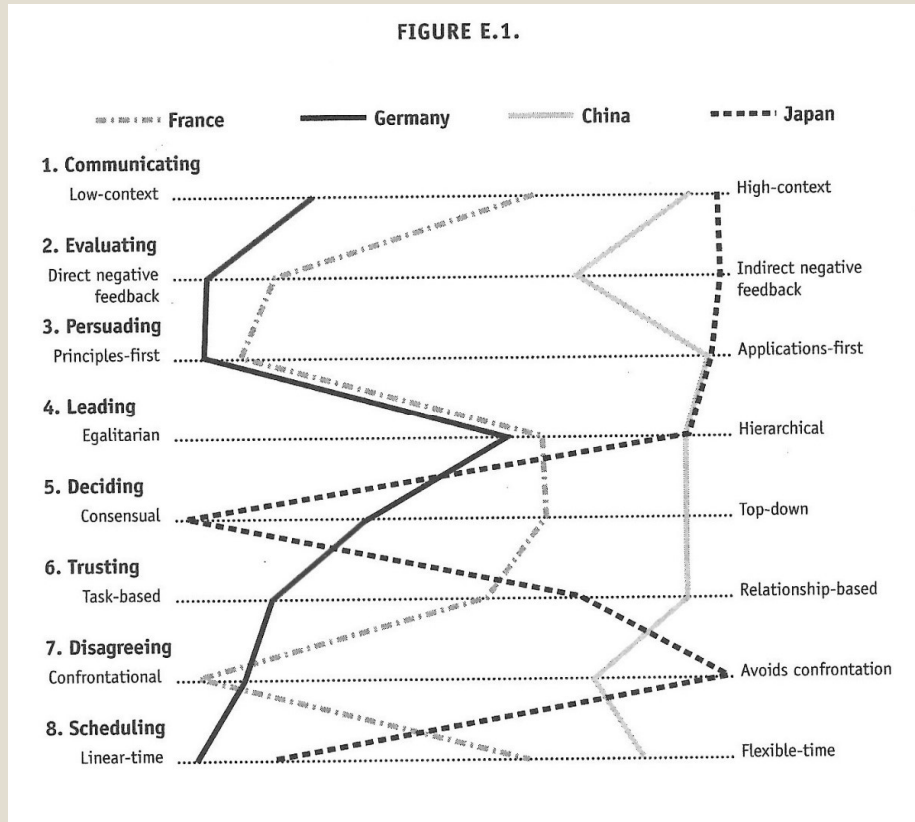 FIGURE E.1.
France Germany China Japan
1. Communicating
Low-context High-context
2. Evaluating
Direct negative feedback Indirect negative feedback
3. Persuading
Principles-first Applications-first
4. Leading
Egalitarian Hierarchical
5. Deciding
Consensual Top-down
6. Trusting
Task-based Relationship-based
7. Disagreeing
Confrontational Avoids confrontation
8. Scheduling
Linear-time Flexible-time